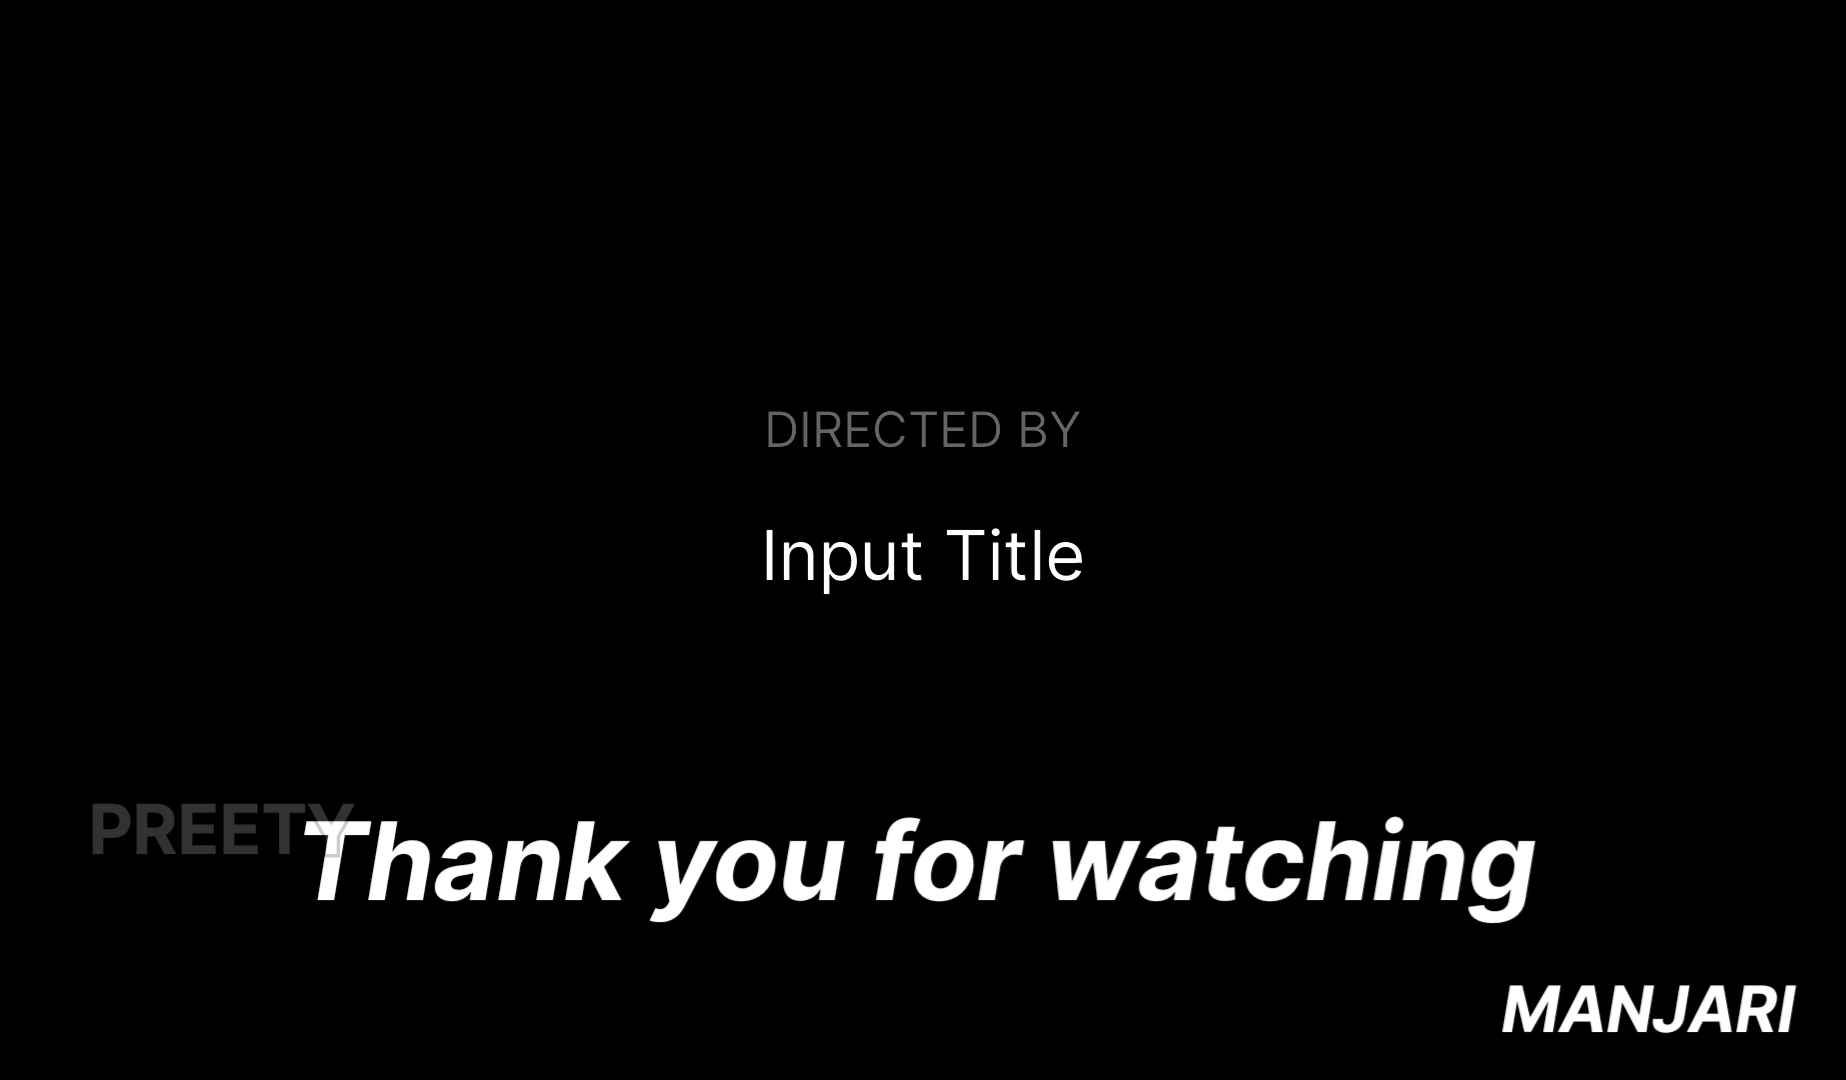 DIRECTED BY
Input Title
PREETY
Thank you for watching
MANJARI